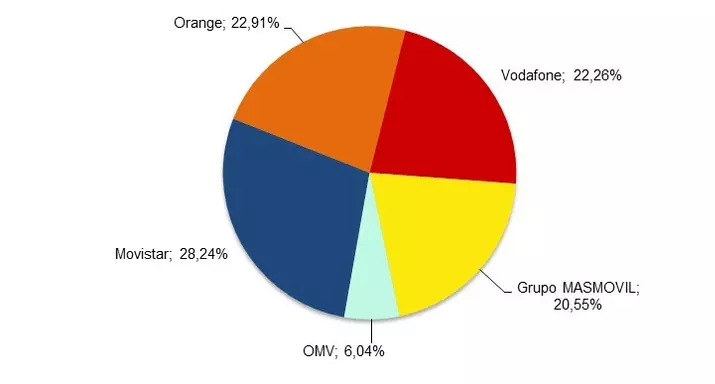 Orange; 22,91%
Vodafone; 22,26%
Movistar; 28,24%
Grupo MASMOVIL;
20,55%
OMV; 6,04%